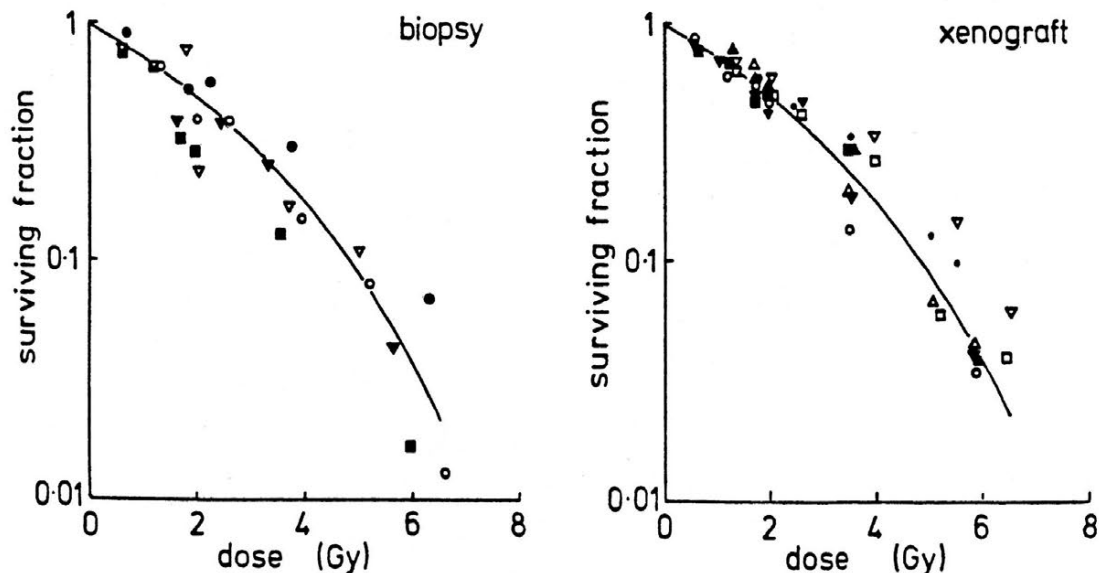 biopsy
surviving fraction
1
0·1
0·01
0 2 4 6 8
dose (Gy)
xenograft
surviving fraction
1
0·1
0·01
0 2 4 6 8
dose (Gy)